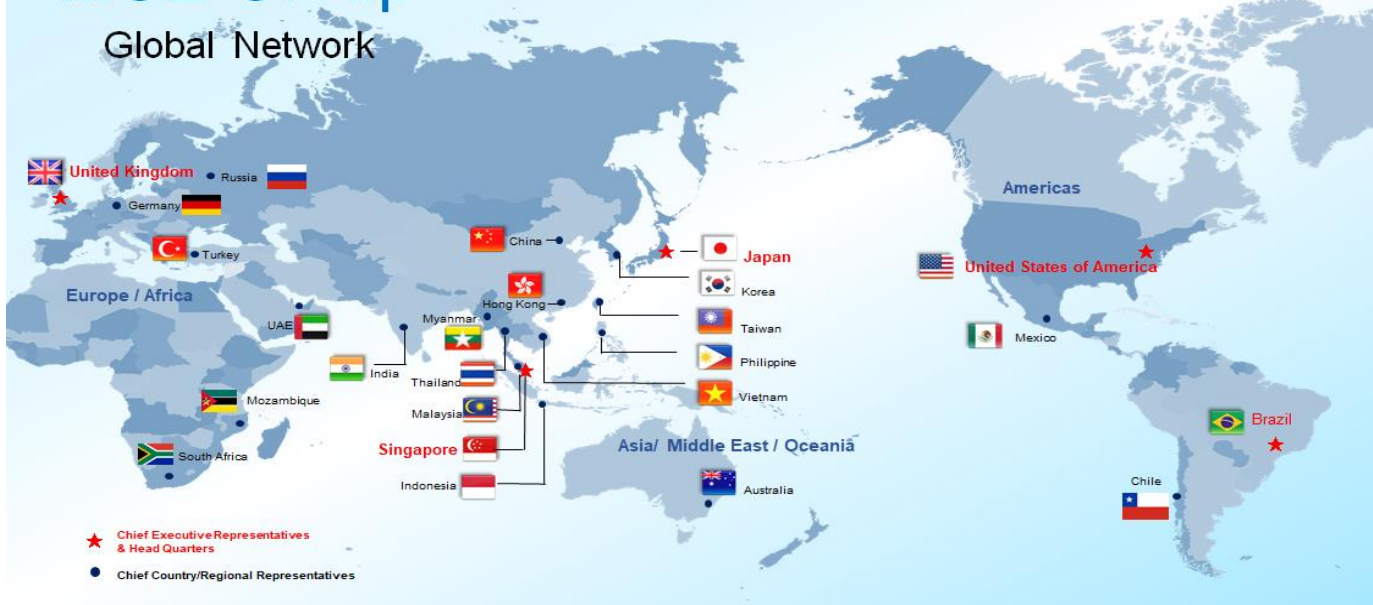 Global Network
United Kingdom
Russia
Germany
Turkey
Europe / Africa
UAE
Mozambique
South Africa
China
Hong Kong
Myanmar
India
Thailand
Malaysia
Singapore
Indonesia
Japan
Korea
Taiwan
Philippine
Vietnam
Asia/ Middle East / Oceania
Australia
Americas
United States of America
Mexico
Brazil
Chile
Chief Executive Representatives
& Head Quarters
Chief Country/Regional Representatives